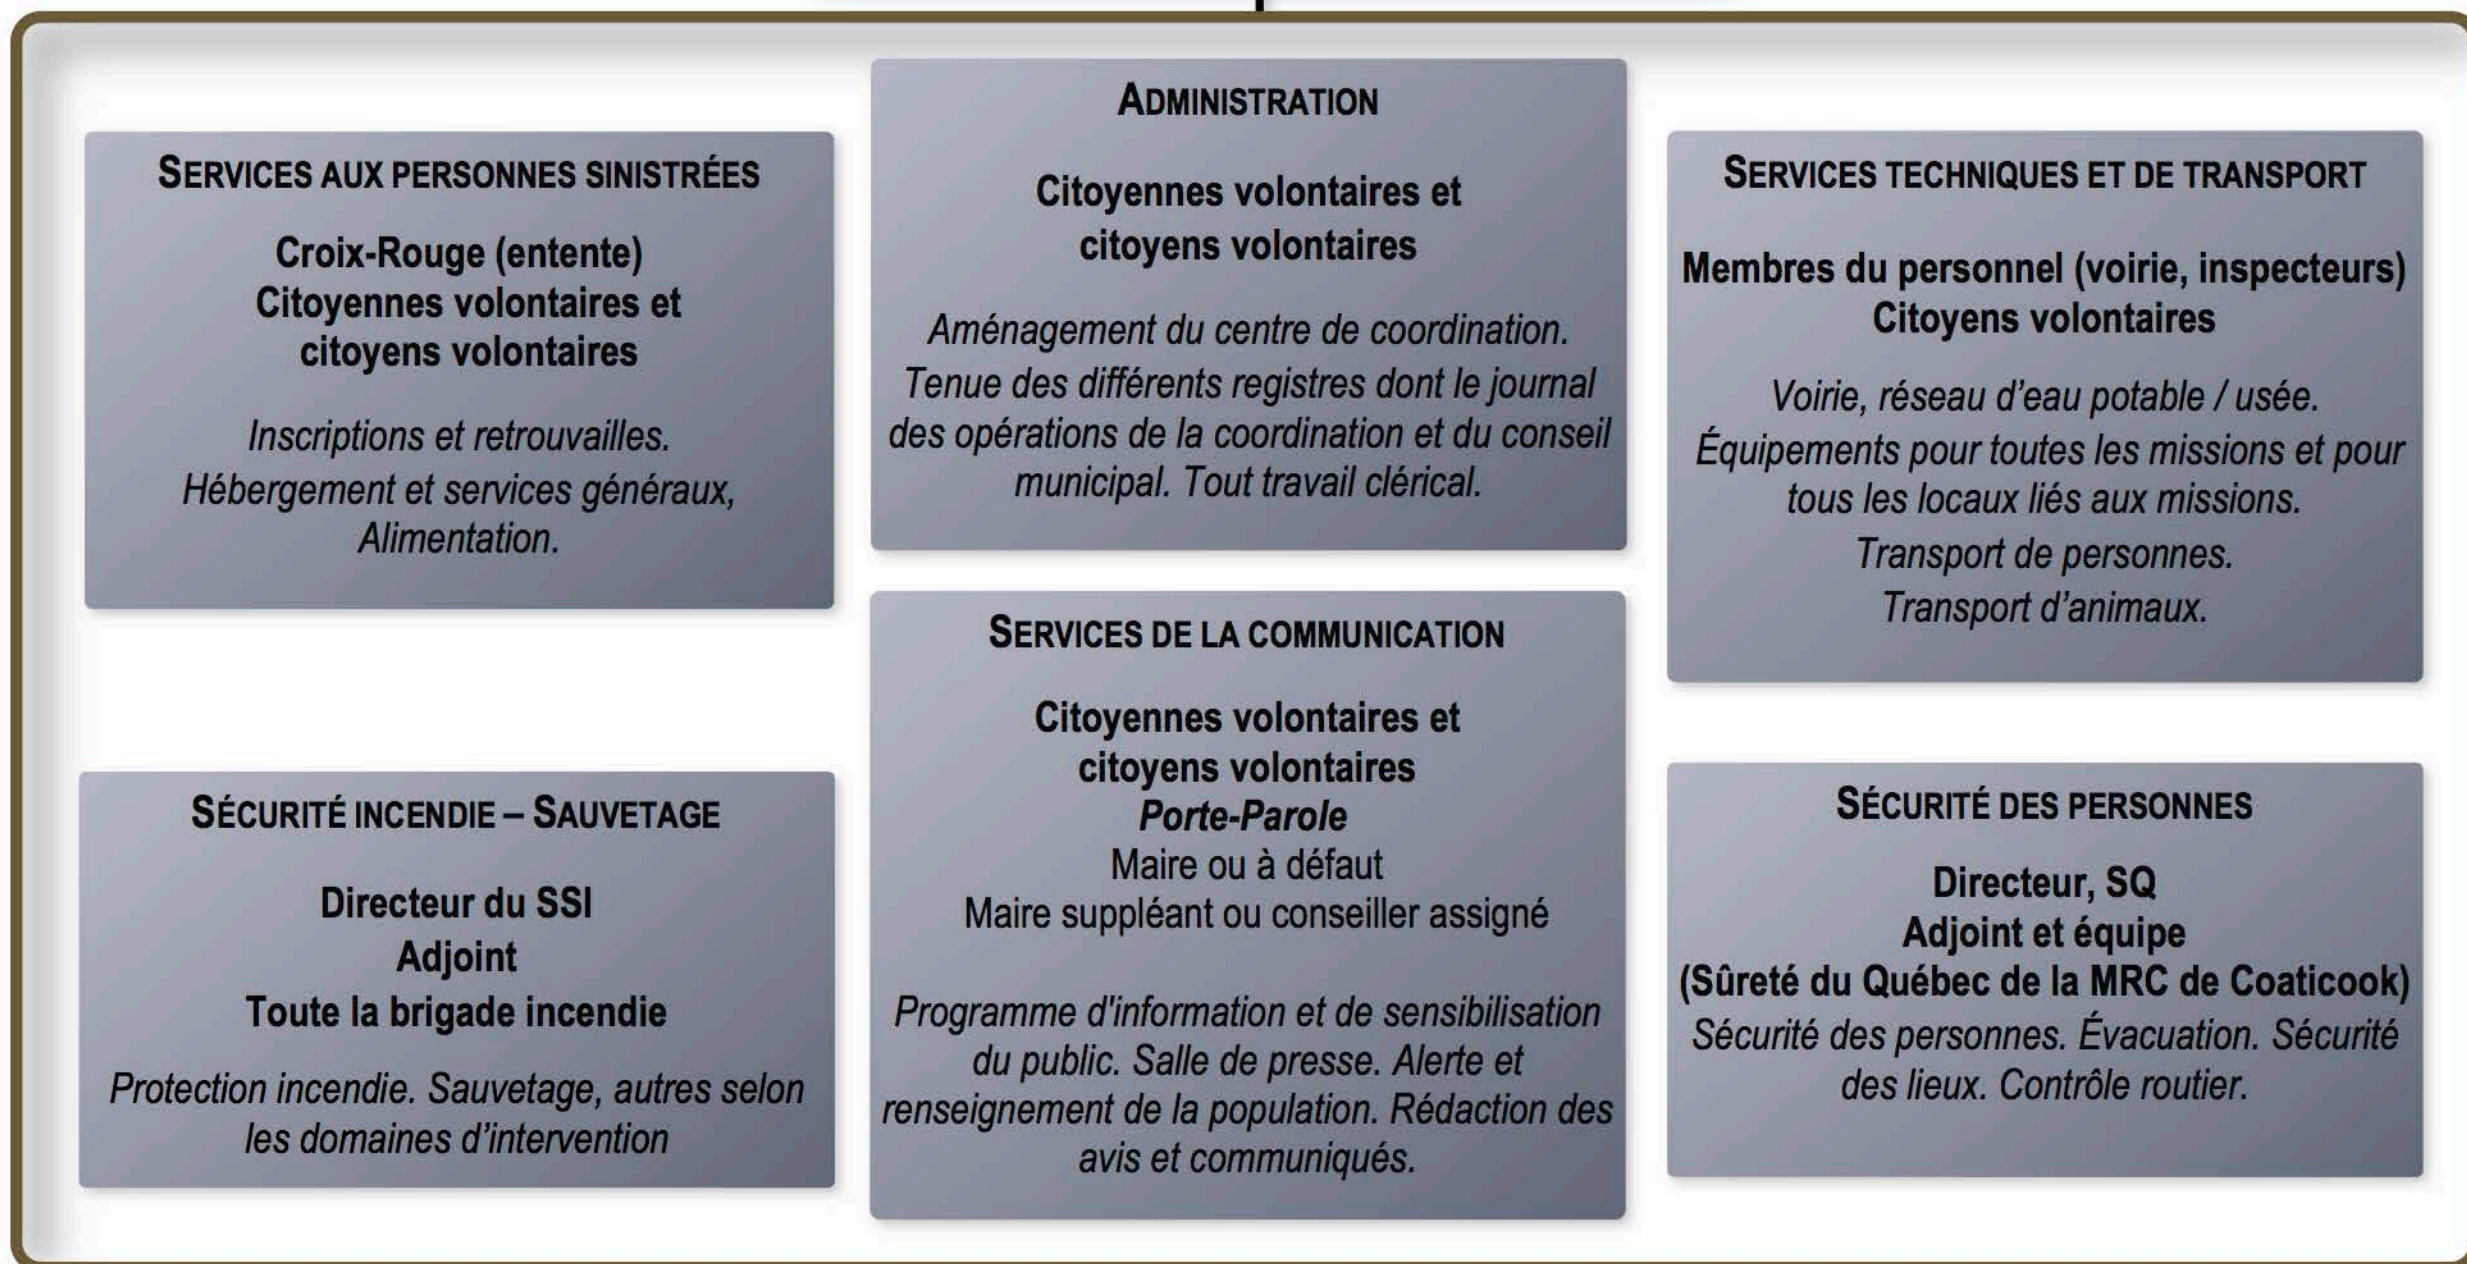 SERVICES AUX PERSONNES SINISTRÉES
Croix-Rouge (entente)
Citoyennes volontaires et
citoyens volontaires
Inscriptions et retrouvailles.
Hébergement et services généraux,
Alimentation.
ADMINISTRATION
Citoyennes volontaires et
citoyens volontaires
Aménagement du centre de coordination.
Tenue des différents registres dont le journal
des opérations de la coordination et du conseil
municipal. Tout travail clérical.
SERVICES TECHNIQUES ET DE TRANSPORT
Membres du personnel (voirie, inspecteurs)
Citoyens volontaires
Voirie, réseau d'eau potable / usée.
Équipements pour toutes les missions et pour
tous les locaux liés aux missions.
Transport de personnes.
Transport d'animaux.
SÉCURITÉ INCENDIE – SAUVETAGE
Directeur du SSI
Adjoint
Toute la brigade incendie
Protection incendie. Sauvetage, autres selon
les domaines d'intervention
SERVICES DE LA COMMUNICATION
Citoyennes volontaires et
citoyens volontaires
Porte-Parole
Maire ou à défaut
Maire suppléant ou conseiller assigné
Programme d'information et de sensibilisation
du public. Salle de presse. Alerte et
renseignement de la population. Rédaction des
avis et communiqués.
SÉCURITÉ DES PERSONNES
Directeur, SQ
Adjoint et équipe
(Sûreté du Québec de la MRC de Coaticook)
Sécurité des personnes. Évacuation. Sécurité
des lieux. Contrôle routier.